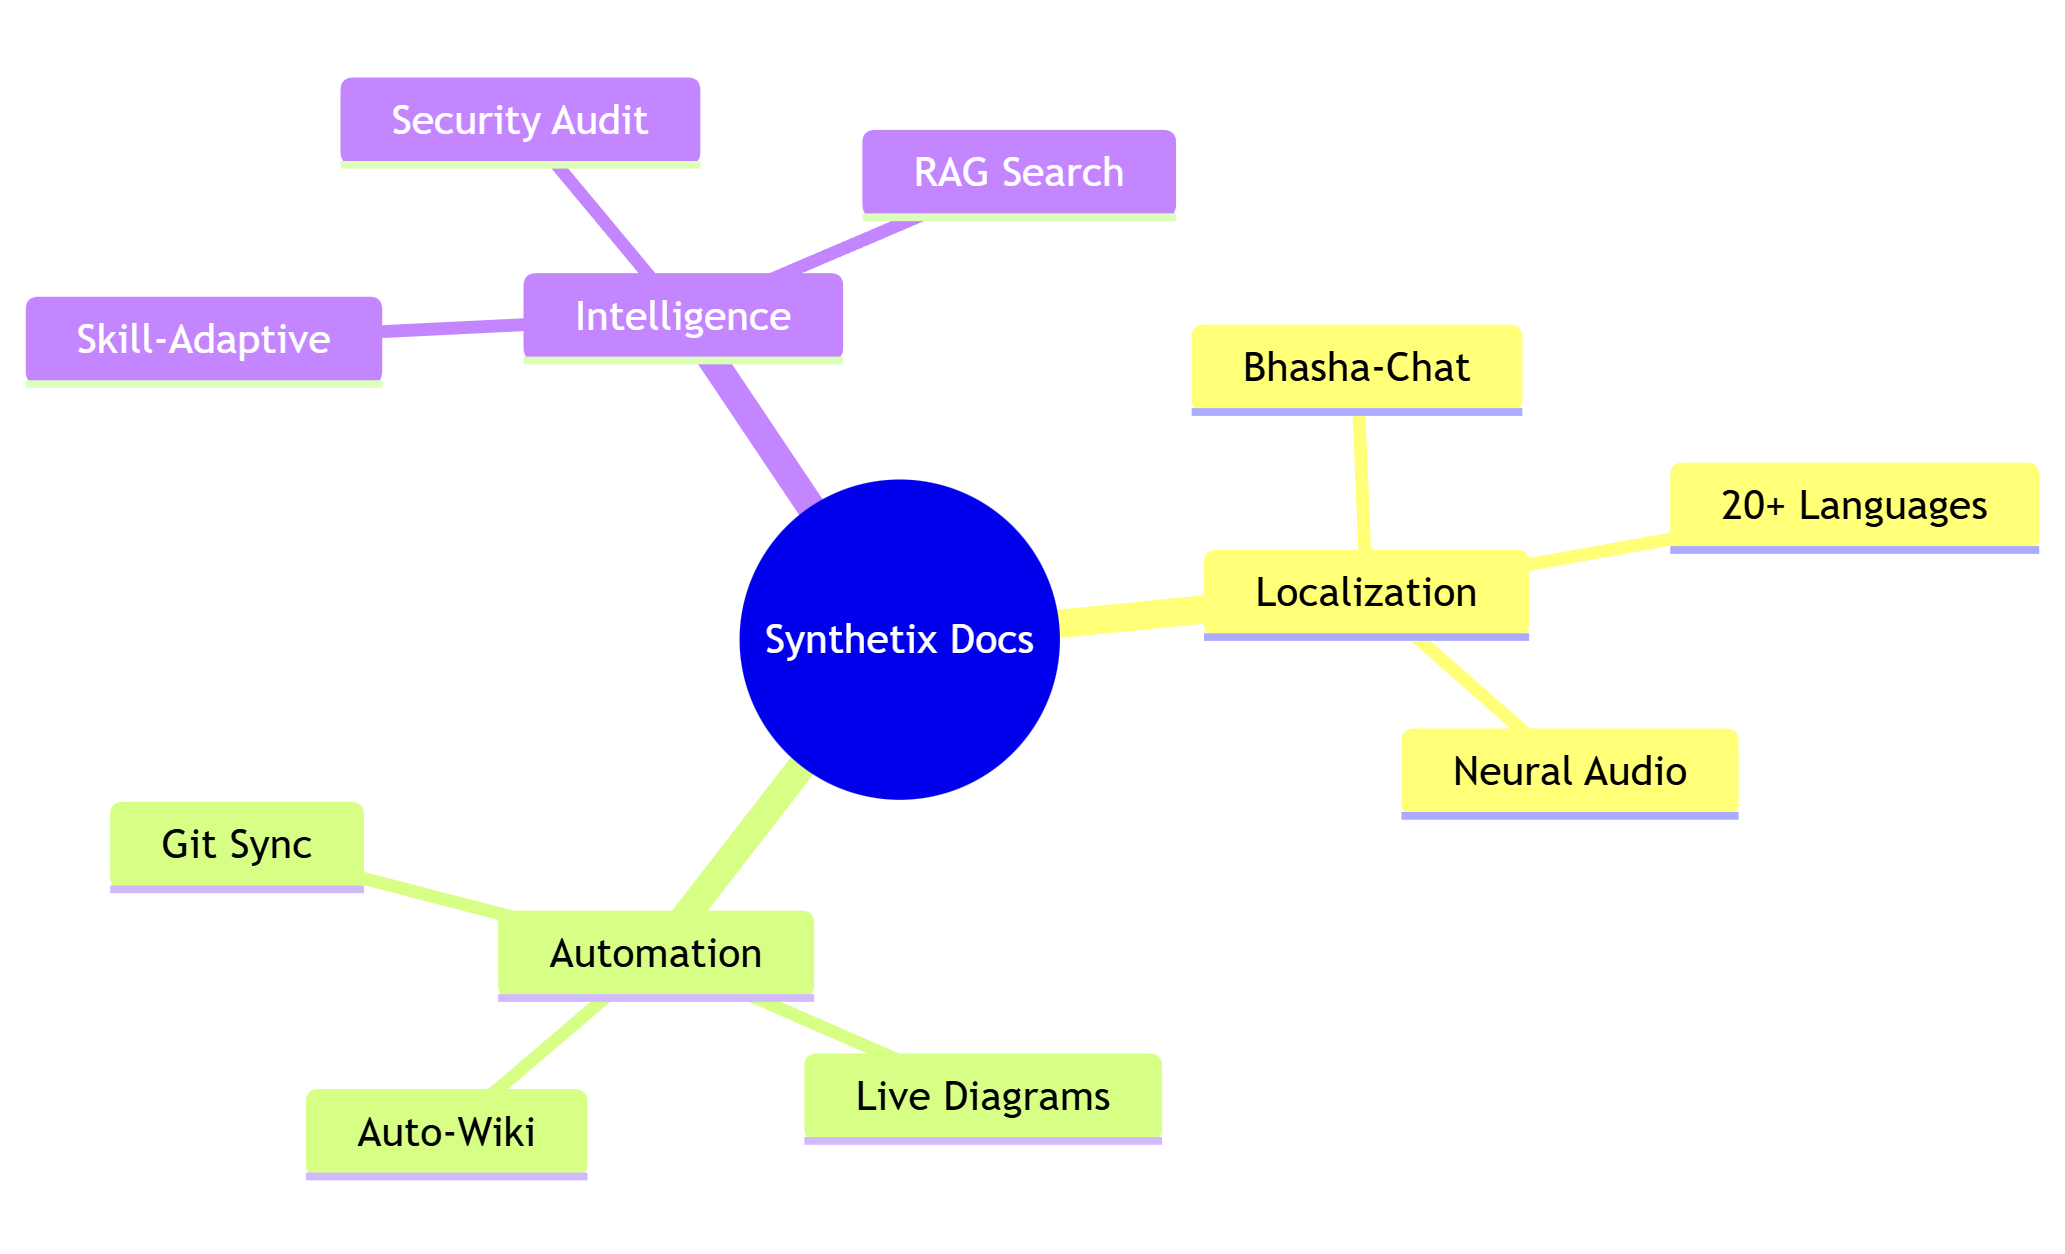 Security Audit
RAG Search
Intelligence
Skill-Adaptive
Bhasha-Chat
20+ Languages
Localization
Synthetix Docs
Neural Audio
Git Sync
Automation
Live Diagrams
Auto-Wiki